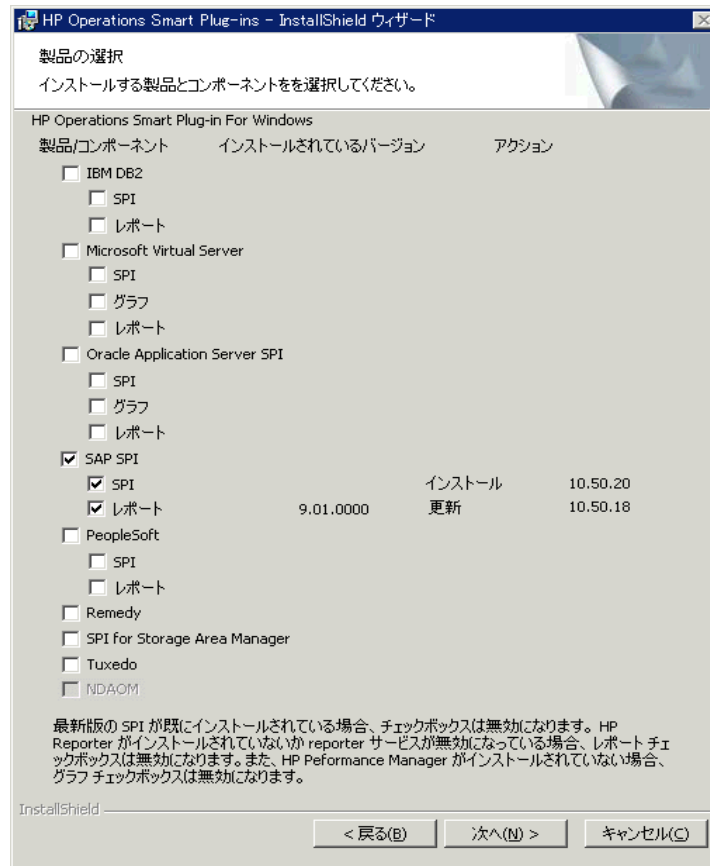 HP Operations Smart Plug-ins - InstallShield ウィザード
製品の選択
インストールする製品とコンポーネントをを選択してください。
HP Operations Smart Plug-in For Windows
製品/コンポーネント インストールされているバージョン アクション
IBM DB2
SPI
レポート
Microsoft Virtual Server
SPI
グラフ
レポート
Oracle Application Server SPI
SPI
グラフ
レポート
SAP SPI
SPI インストール 10.50.20
レポート 9.01.0000 更新 10.50.18
PeopleSoft
SPI
レポート
Remedy
SPI for Storage Area Manager
Tuxedo
NDAOM
最新版の SPI が既にインストールされている場合、チェックボックスは無効になります。HP
Reporter がインストールされていないか reporter サービスが無効になっている場合、レポート チェ
ックボックスは無効になります。また、HP Peformance Manager がインストールされていない場合、
グラフ チェックボックスは無効になります。
InstallShield
< 戻る(B) 次へ(N) > キャンセル(C)